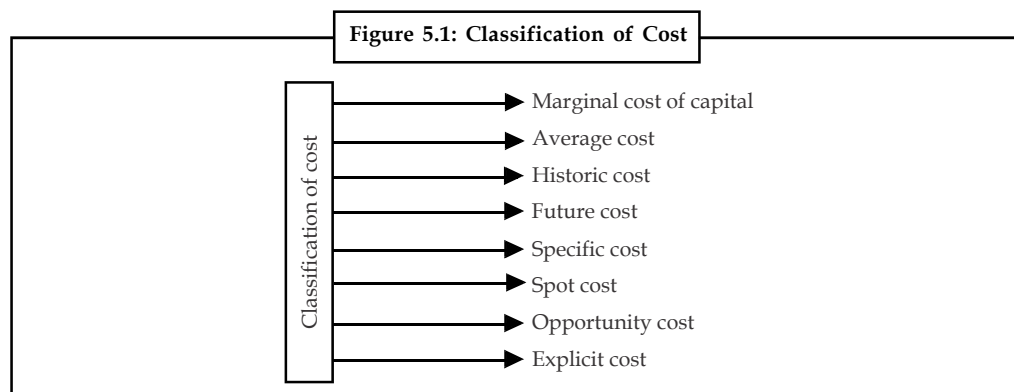 Figure 5.1: Classification of Cost
Classification of cost
Marginal cost of capital
Average cost
Historic cost
Future cost
Specific cost
Spot cost
Opportunity cost
Explicit cost